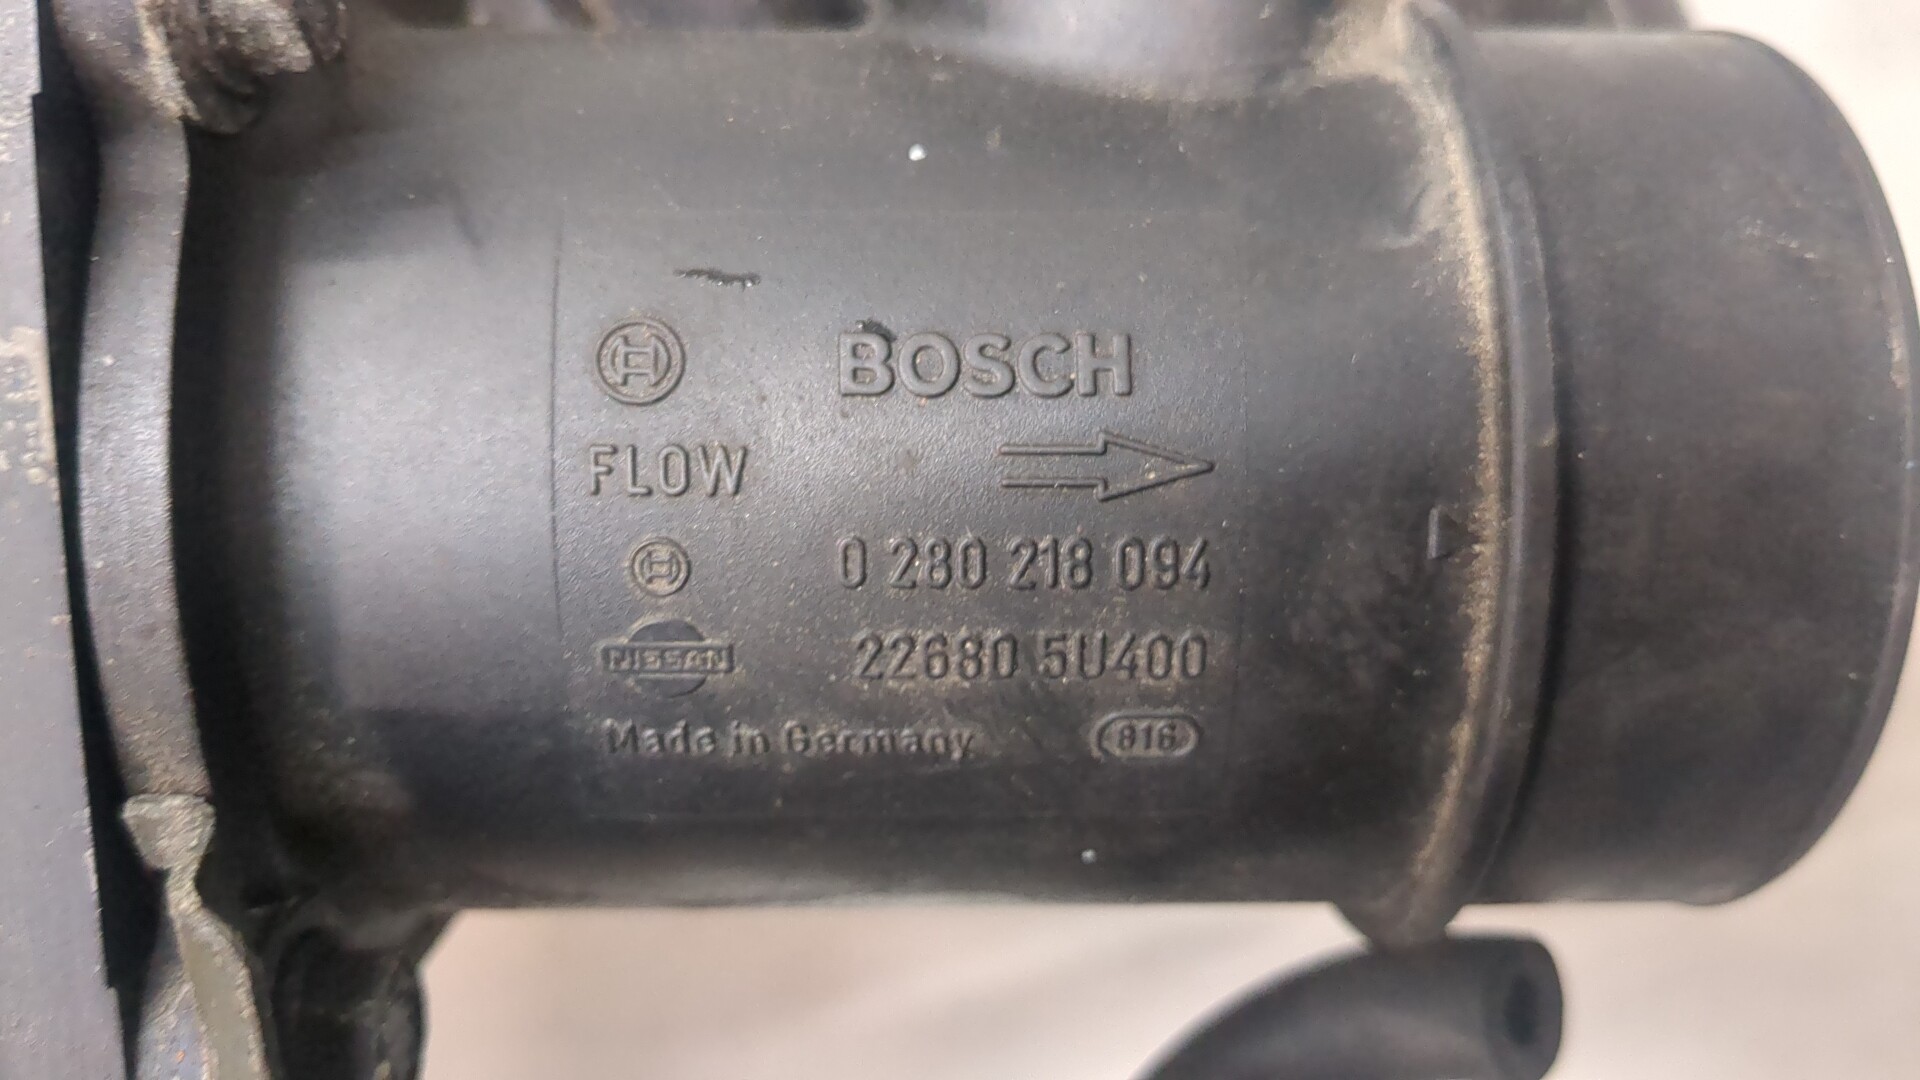 BOSCH
FLOW
0 280 218 094
NISSAN 22680 5U400
Made in Germany 816